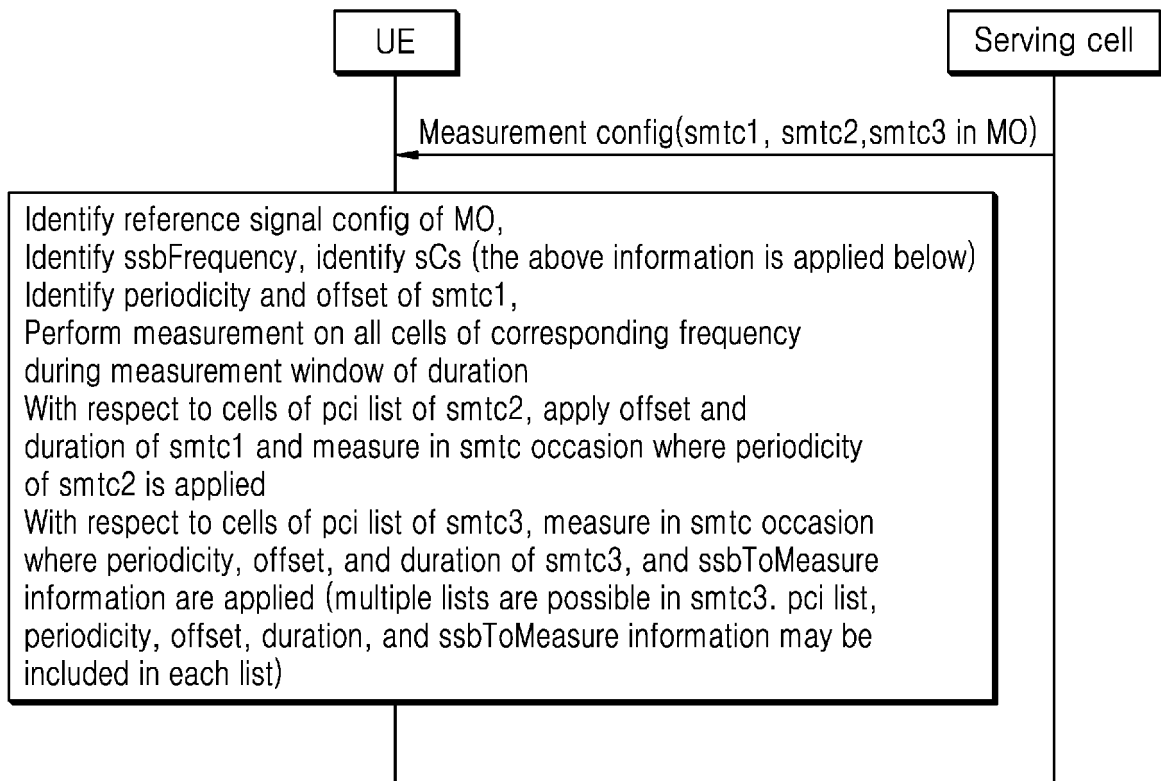 UE
Serving cell
Measurement config(smtc1, smtc2,smtc3 in MO)
Identify reference signal config of MO,
Identify ssbFrequency, identify sCs (the above information is applied below)
Identify periodicity and offset of smtc1,
Perform measurement on all cells of corresponding frequency
during measurement window of duration
With respect to cells of pci list of smtc2, apply offset and
duration of smtc1 and measure in smtc occasion where periodicity
of smtc2 is applied
With respect to cells of pci list of smtc3, measure in smtc occasion
where periodicity, offset, and duration of smtc3, and ssbToMeasure
information are applied (multiple lists are possible in smtc3. pci list,
periodicity, offset, duration, and ssbToMeasure information may be
included in each list)